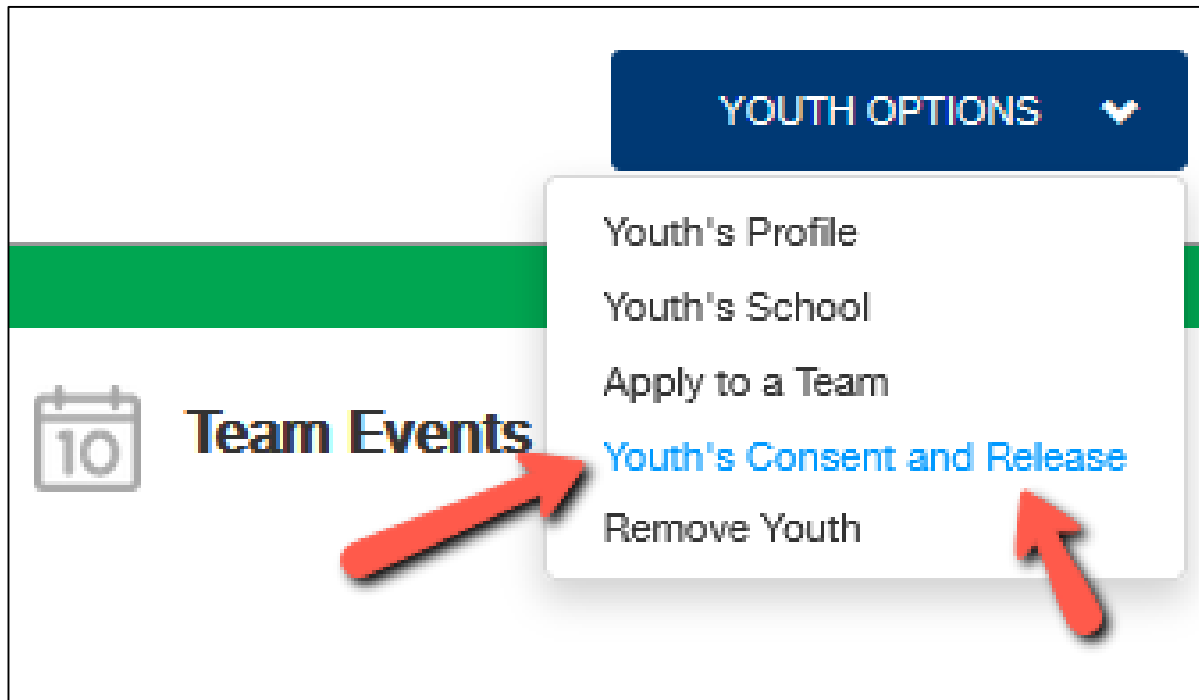 YOUTH OPTIONS
Youth's Profile
Youth's School
Apply to a Team
Youth's Consent and Release
Remove Youth
10
Team Events